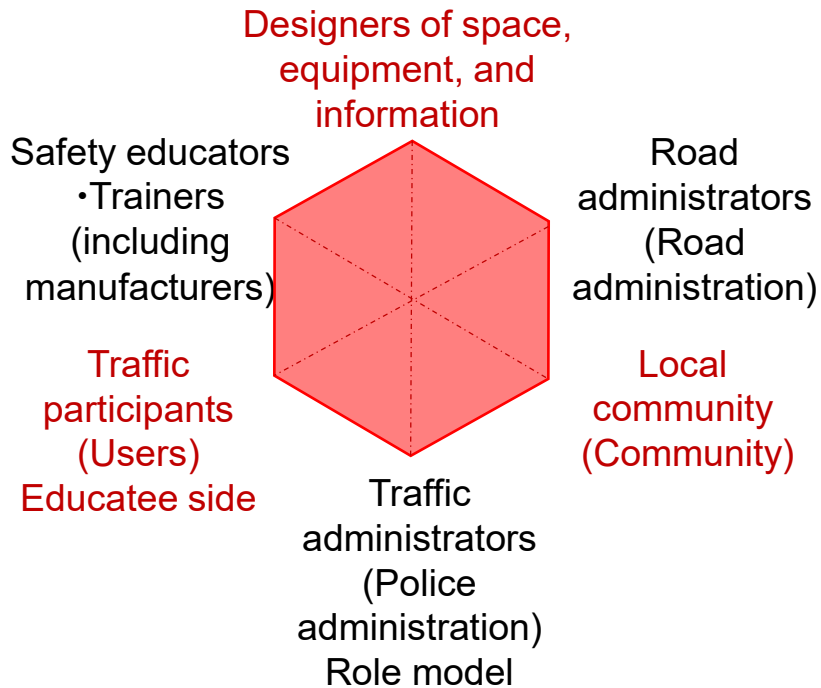 Designers of space,
equipment, and
information
Safety educators
・Trainers
(including
manufacturers)
Road
administrators
(Road
administration)
Traffic
participants
(Users)
Educatee side
Local
community
(Community)
Traffic
administrators
(Police
administration)
Role model